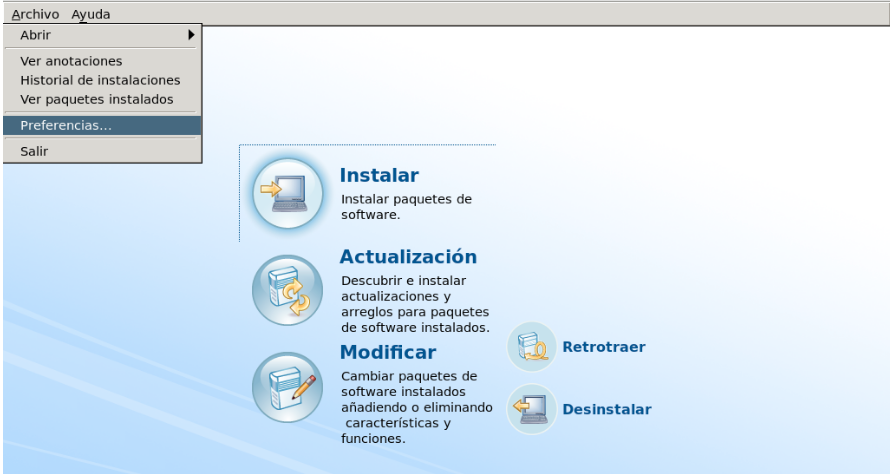 Archivo Ayuda
Abrir
Ver anotaciones
Historial de instalaciones
Ver paquetes instalados
Preferencias...
Salir
Instalar
Instalar paquetes de
software.
Actualización
Descubrir e instalar
actualizaciones y
arreglos para paquetes
de software instalados.
Modificar
Cambiar paquetes de
software instalados
añadiendo o eliminando
características y
funciones.
Retrotraer
Desinstalar